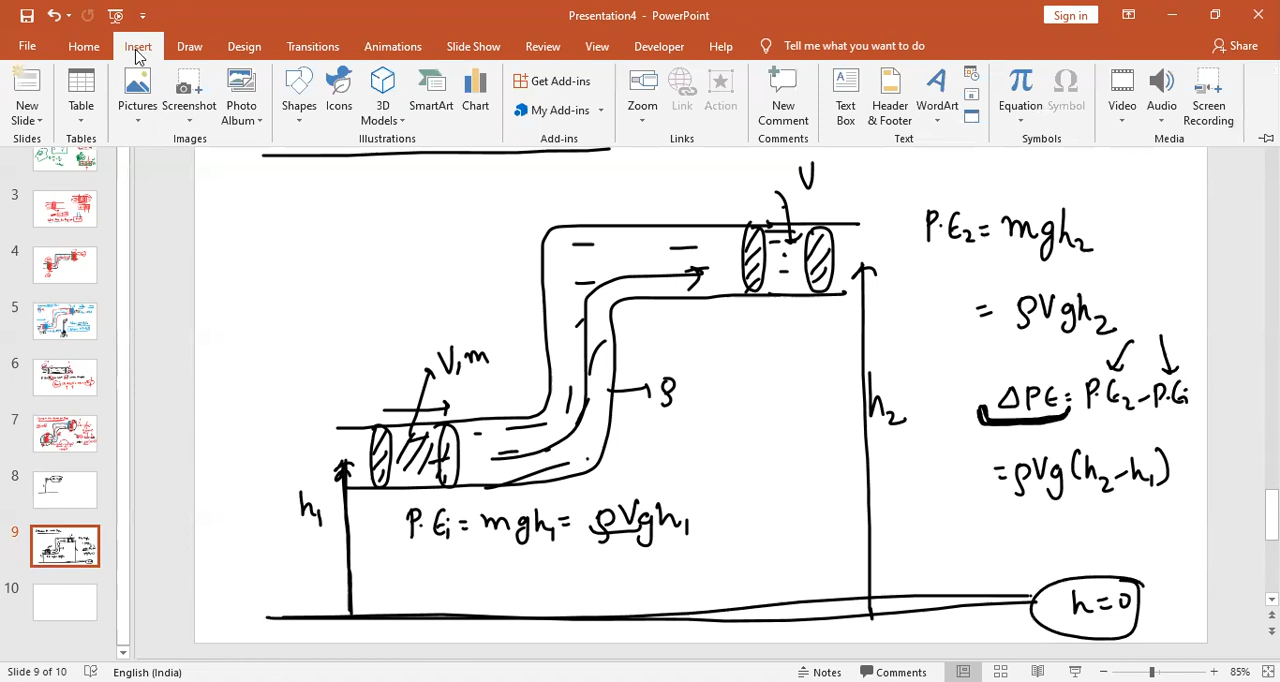 Presentation4 - PowerPoint
Sign in
File Home Insert Draw Design Transitions Animations Slide Show Review View Developer Help Tell me what you want to do Share
New Slide
Table
Pictures
Screenshot
Photo Album
Shapes
Icons
3D Models
SmartArt
Chart
Get Add-ins
My Add-ins
Zoom
Link
Action
New Comment
Text Box
Header & Footer
WordArt
Equation
Symbol
Video
Audio
Screen Recording
Slides
Tables
Images
Illustrations
Add-ins
Links
Comments
Text
Symbols
Media
3
4
5
6
7
8
9
10
V
P.E₂ = mgh₂
= ρVgh₂
V, m
ρ
h₂
ΔPE = P.E₂ - P.E₁
= ρVg(h₂-h₁)
h₁
P.E₁ = mgh₁ = ρVgh₁
h=0
Slide 9 of 10
English (India)
Notes
Comments
85%